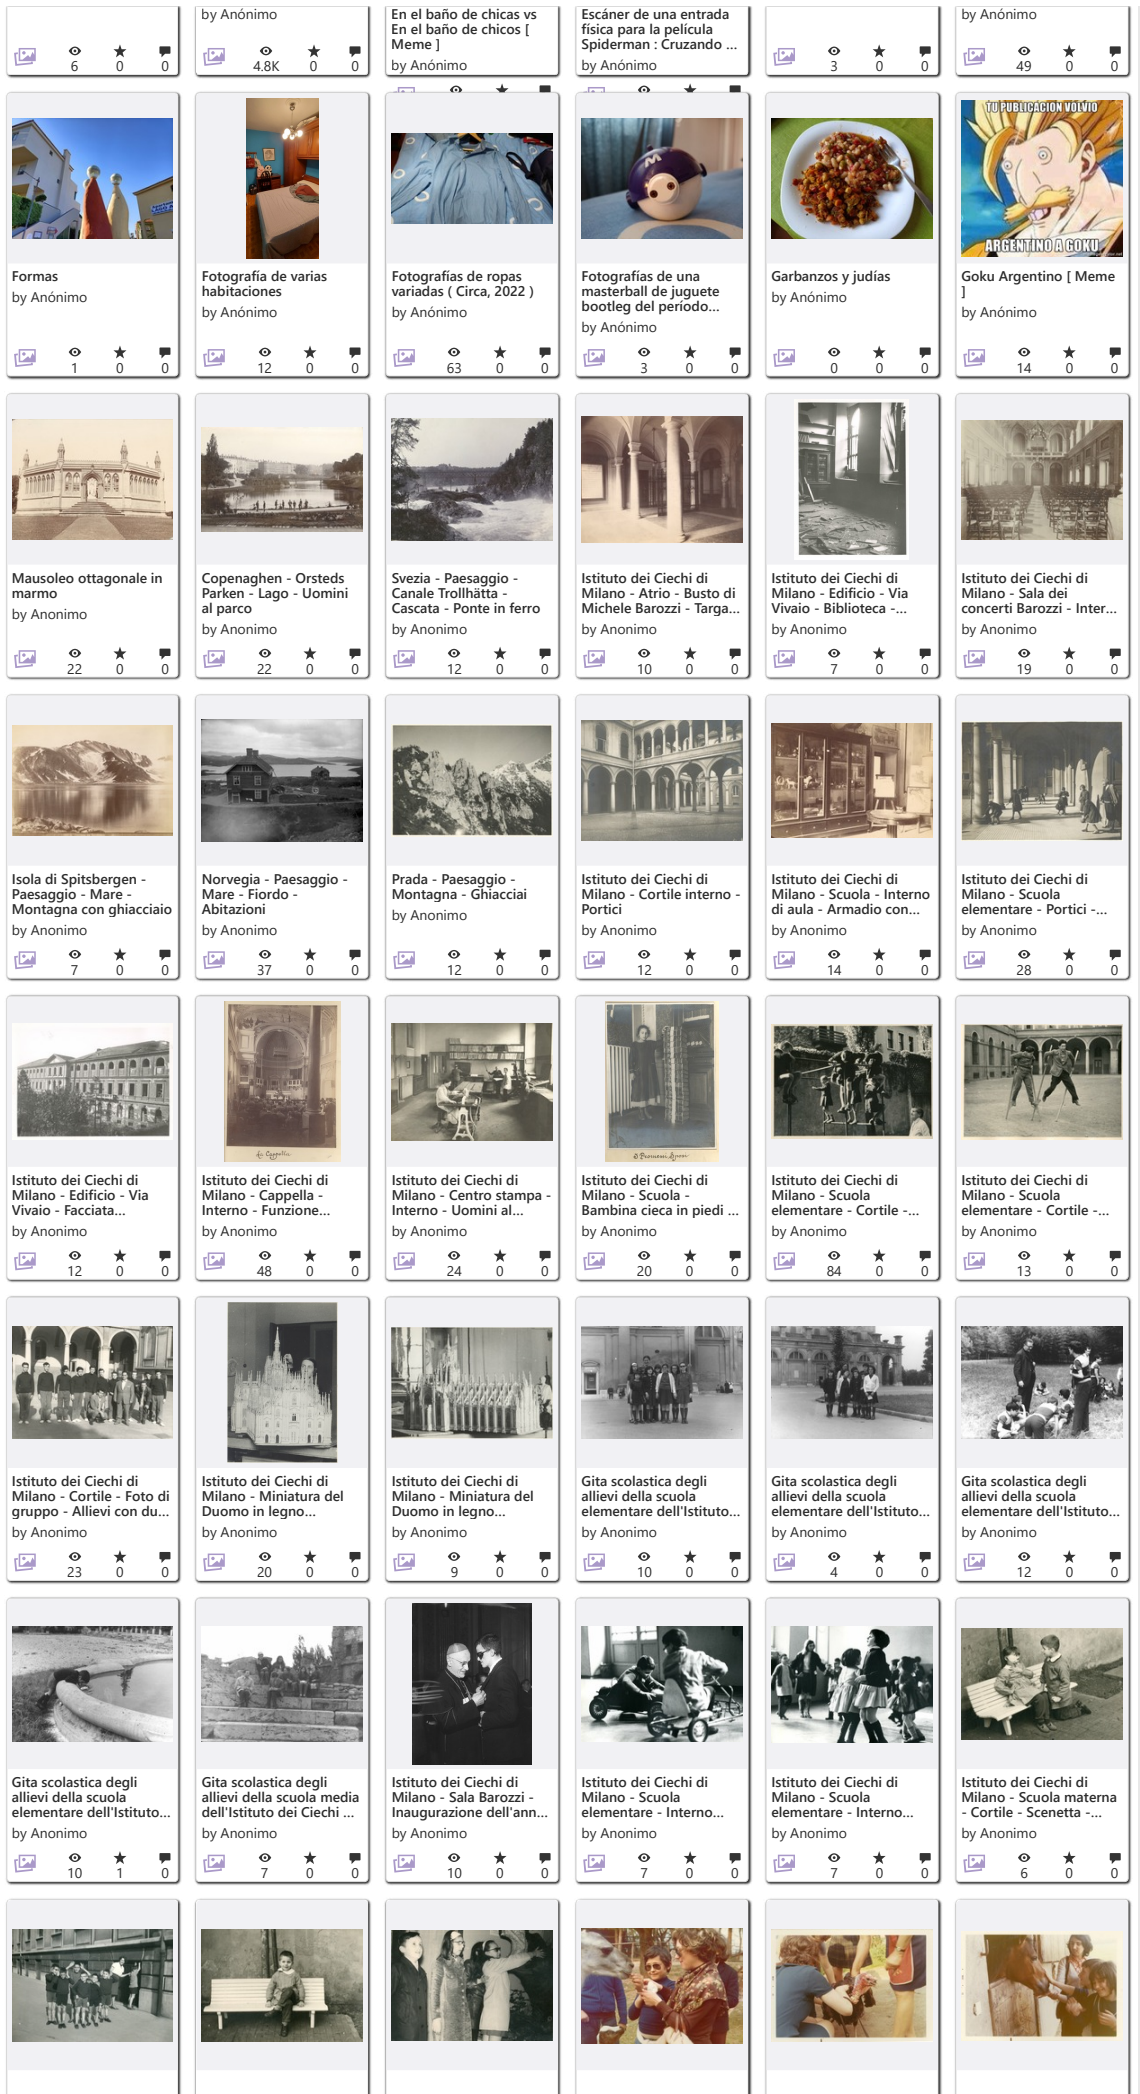 by Anónimo
En el baño de chicas vs
En el baño de chicos [
Meme ]
by Anónimo
Escáner de una entrada
física para la película
Spiderman : Cruzando ...
by Anónimo
6 0 0
4.8K 0 0
3 0 0
49 0 0
TU PUBLICACION VOLVIO
ARGENTINO A GOKU
M
Formas
by Anónimo
1 0 0
Fotografía de varias
habitaciones
by Anónimo
12 0 0
Fotografías de ropas
variadas ( Circa, 2022 )
by Anónimo
63 0 0
Fotografías de una
masterball de juguete
bootleg del período...
by Anónimo
3 0 0
Garbanzos y judías
by Anónimo
0 0 0
Goku Argentino [ Meme
]
by Anónimo
14 0 0
Mausoleo ottagonale in
marmo
by Anonimo
22 0 0
Copenaghen - Orsteds
Parken - Lago - Uomini
al parco
by Anonimo
22 0 0
Svezia - Paesaggio -
Canale Trollhätta -
Cascata - Ponte in ferro
by Anonimo
12 0 0
Istituto dei Ciechi di
Milano - Atrio - Busto di
Michele Barozzi - Targa...
by Anonimo
10 0 0
Istituto dei Ciechi di
Milano - Edificio - Via
Vivaio - Biblioteca -...
by Anonimo
7 0 0
Istituto dei Ciechi di
Milano - Sala dei
concerti Barozzi - Inter...
by Anonimo
19 0 0
Isola di Spitsbergen -
Paesaggio - Mare -
Montagna con ghiacciaio
by Anonimo
7 0 0
Norvegia - Paesaggio -
Mare - Fiordo -
Abitazioni
by Anonimo
37 0 0
Prada - Paesaggio -
Montagna - Ghiacciai
by Anonimo
12 0 0
Istituto dei Ciechi di
Milano - Cortile interno -
Portici
by Anonimo
12 0 0
Istituto dei Ciechi di
Milano - Scuola - Interno
di aula - Armadio con...
by Anonimo
14 0 0
Istituto dei Ciechi di
Milano - Scuola
elementare - Portici -...
by Anonimo
28 0 0
La Cappella
I Promessi Sposi
Istituto dei Ciechi di
Milano - Edificio - Via
Vivaio - Facciata...
by Anonimo
12 0 0
Istituto dei Ciechi di
Milano - Cappella -
Interno - Funzione...
by Anonimo
48 0 0
Istituto dei Ciechi di
Milano - Centro stampa -
Interno - Uomini al...
by Anonimo
24 0 0
Istituto dei Ciechi di
Milano - Scuola -
Bambina cieca in piedi ...
by Anonimo
20 0 0
Istituto dei Ciechi di
Milano - Scuola
elementare - Cortile -...
by Anonimo
84 0 0
Istituto dei Ciechi di
Milano - Scuola
elementare - Cortile -...
by Anonimo
13 0 0
Istituto dei Ciechi di
Milano - Cortile - Foto di
gruppo - Allievi con du...
by Anonimo
23 0 0
Istituto dei Ciechi di
Milano - Miniatura del
Duomo in legno...
by Anonimo
20 0 0
Istituto dei Ciechi di
Milano - Miniatura del
Duomo in legno...
by Anonimo
9 0 0
Gita scolastica degli
allievi della scuola
elementare dell'Istituto...
by Anonimo
10 0 0
Gita scolastica degli
allievi della scuola
elementare dell'Istituto...
by Anonimo
4 0 0
Gita scolastica degli
allievi della scuola
elementare dell'Istituto...
by Anonimo
12 0 0
Gita scolastica degli
allievi della scuola
elementare dell'Istituto...
by Anonimo
10 1 0
Gita scolastica degli
allievi della scuola media
dell'Istituto dei Ciechi ...
by Anonimo
7 0 0
Istituto dei Ciechi di
Milano - Sala Barozzi -
Inaugurazione dell'ann...
by Anonimo
10 0 0
Istituto dei Ciechi di
Milano - Scuola
elementare - Interno...
by Anonimo
7 0 0
Istituto dei Ciechi di
Milano - Scuola
elementare - Interno...
by Anonimo
7 0 0
Istituto dei Ciechi di
Milano - Scuola materna
- Cortile - Scenetta -...
by Anonimo
6 0 0